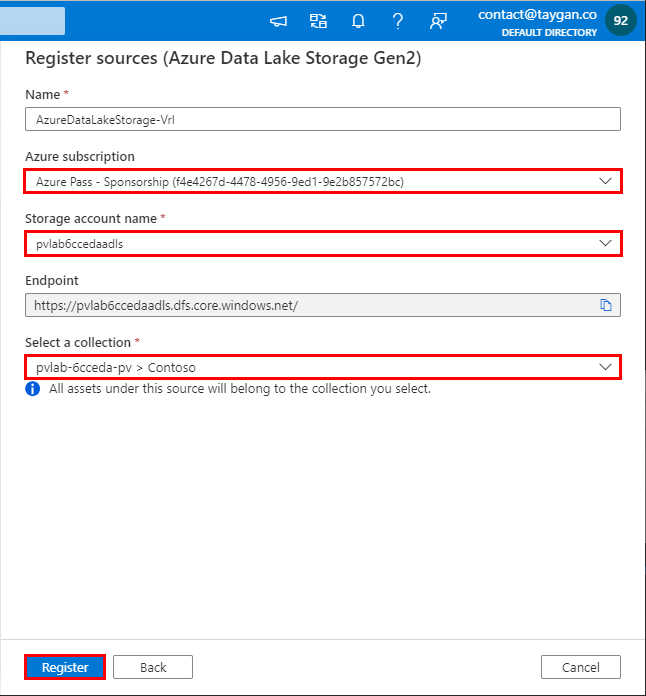 contact@taygan.co
DEFAULT DIRECTORY
92
Register sources (Azure Data Lake Storage Gen2)
Name *
AzureDataLakeStorage-Vrl
Azure subscription
Azure Pass - Sponsorship (f4e4267d-4478-4956-9ed1-9e2b857572bc)
Storage account name *
pvlab6ccedaadls
Endpoint
https://pvlab6ccedaadls.dfs.core.windows.net/
Select a collection *
pvlab-6cceda-pv > Contoso
All assets under this source will belong to the collection you select.
Register
Back
Cancel